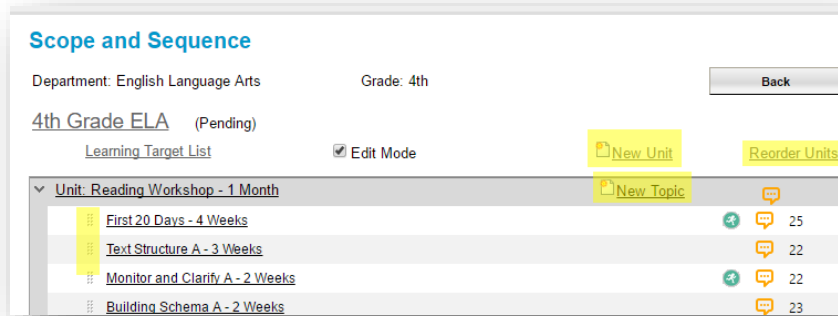 Scope and Sequence
Department: English Language Arts Grade: 4th Back
4th Grade ELA (Pending)
Learning Target List Edit Mode New Unit Reorder Units
Unit: Reading Workshop - 1 Month New Topic
First 20 Days - 4 Weeks 25
Text Structure A - 3 Weeks 22
Monitor and Clarify A - 2 Weeks 22
Building Schema A - 2 Weeks 23